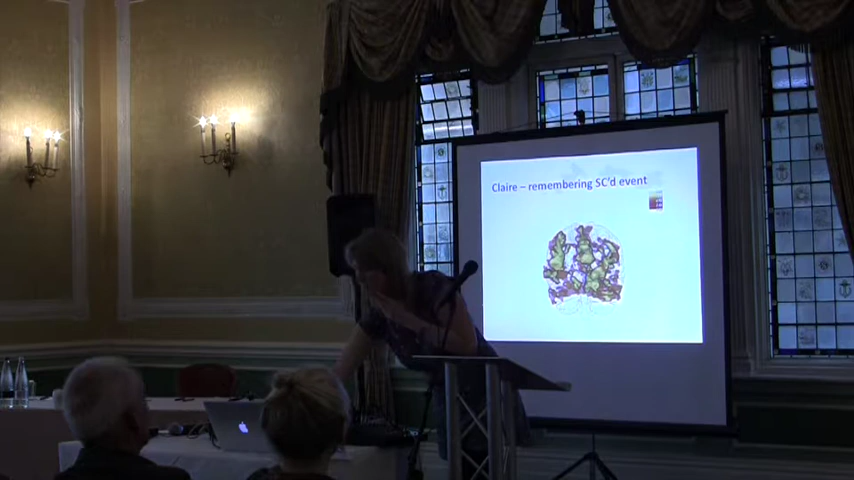 Claire – remembering SC'd event